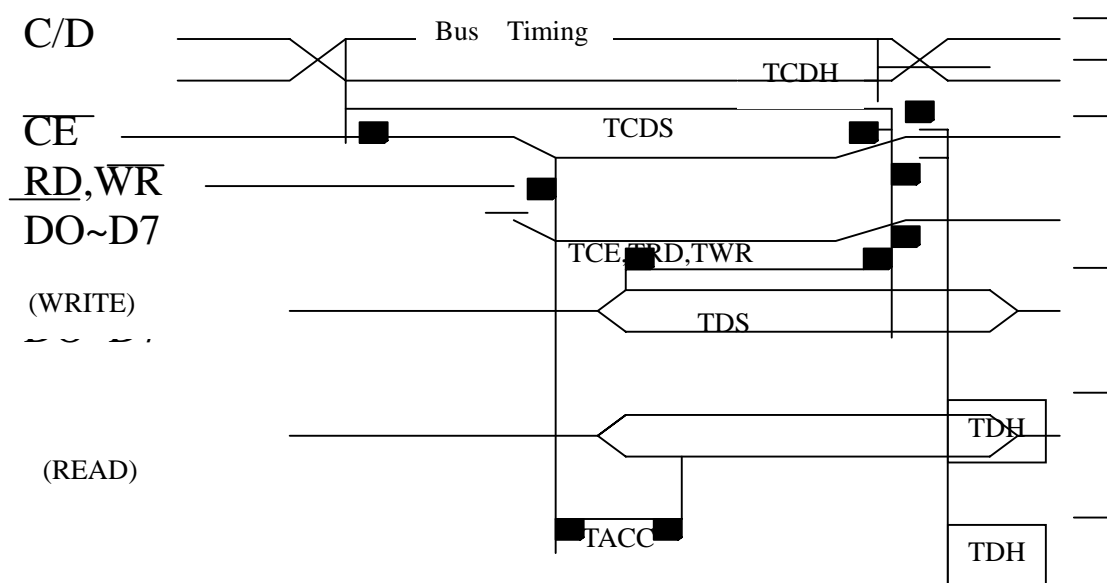 C/D
Bus Timing
TCDH
CE
TCDS
RD,WR
DO~D7
TCE,TRD,TWR
(WRITE)
TDS
TDH
(READ)
TACC
TDH